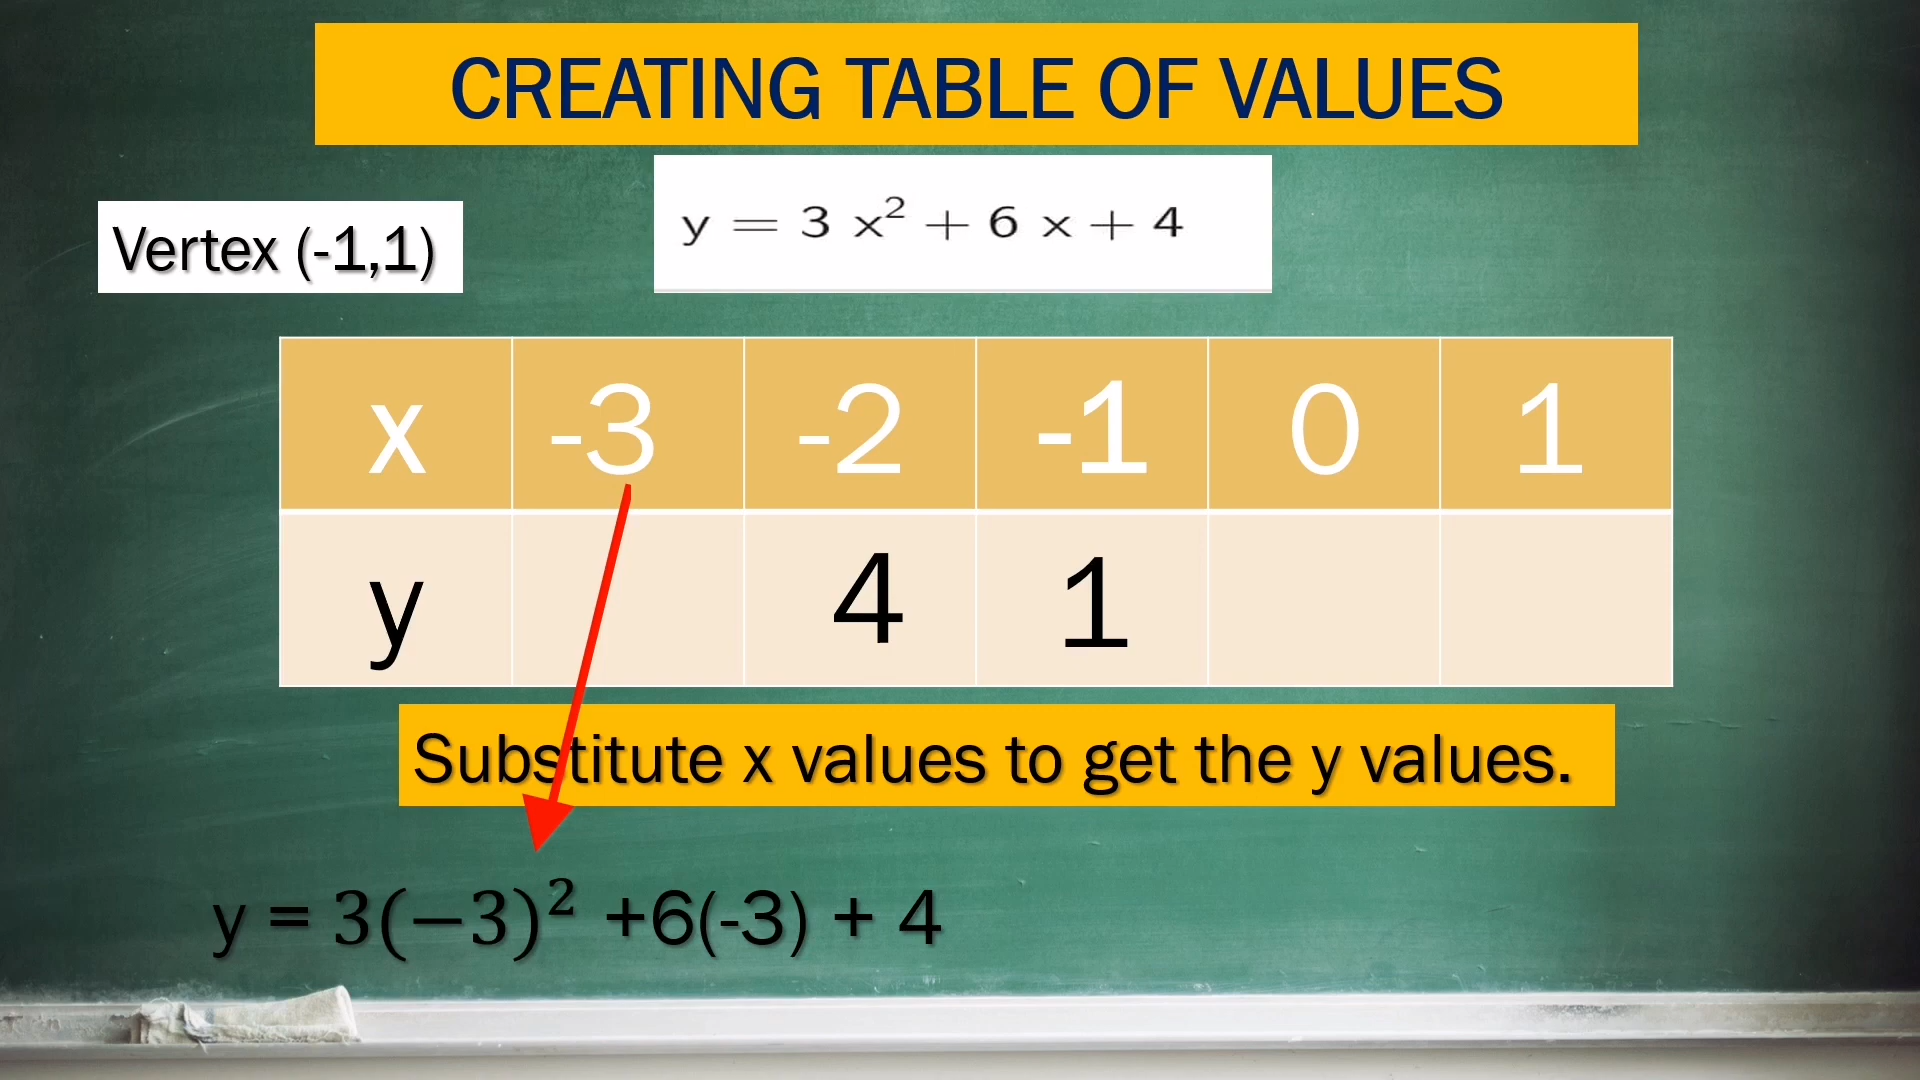 CREATING TABLE OF VALUES
y = 3 x² + 6 x + 4
Vertex (-1,1)
x -3 -2 -1 0 1
y 4 1
Substitute x values to get the y values.
y = 3(−3)² +6(-3) + 4